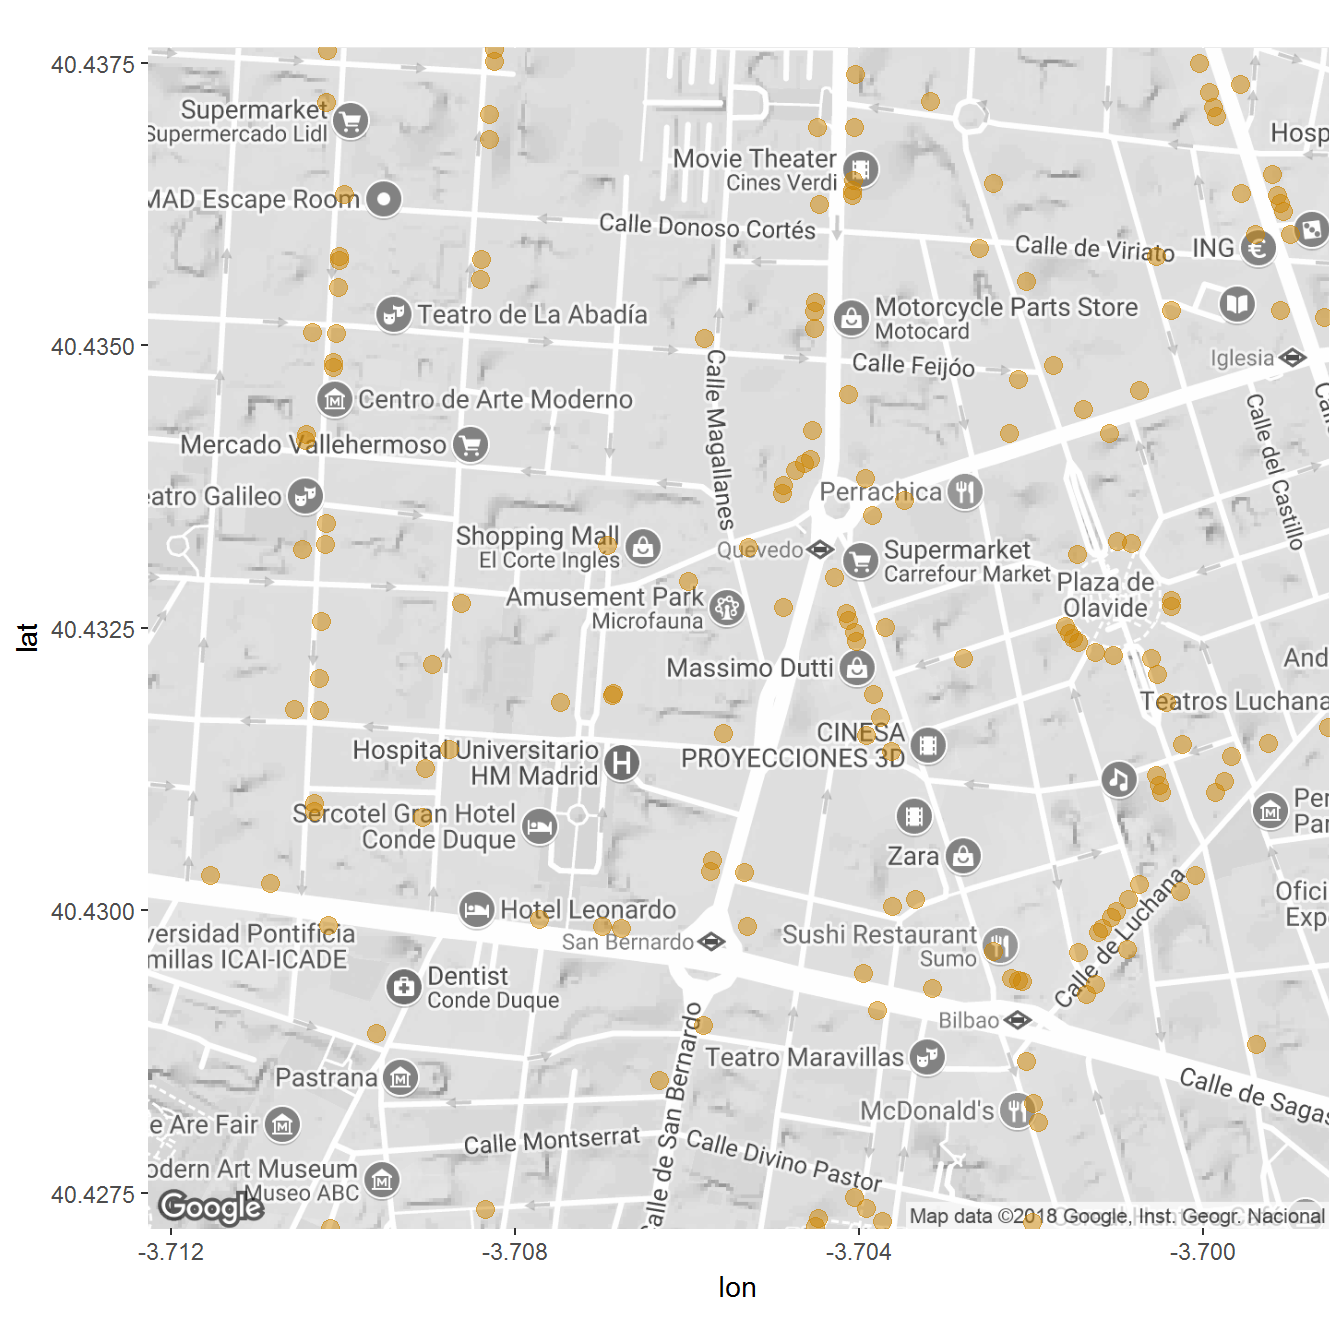 40.4375
40.4350
40.4325
40.4300
40.4275
lat
Supermarket
Supermercado Lidl
MAD Escape Room
Movie Theater
Cines Verdi
Hosp
Calle Donoso Cortés
Calle de Viriato
ING
Teatro de La Abadía
Motorcycle Parts Store
Motocard
Calle Feijóo
Iglesia
Calle Magallanes
Centro de Arte Moderno
Calle del Castillo
Mercado Vallehermoso
eatro Galileo
Perrachica
Shopping Mall
El Corte Inglés
Quevedo
Supermarket
Carrefour Market
Plaza de
Olavide
Amusement Park
Microfauna
Massimo Dutti
And
Teatros Luchana
CINESA
PROYECCIONES 3D
Hospital Universitario
HM Madrid
Sercotel Gran Hotel
Conde Duque
Per
Par
Zara
Ofici
Expo
Hotel Leonardo
San Bernardo
Sushi Restaurant
Sumo
Calle de Luchana
versidad Pontificia
millas ICAI-ICADE
Dentist
Conde Duque
Bilbao
Teatro Maravillas
Calle de San Bernardo
Pastrana
Calle de Sagas
McDonald's
e Are Fair
Calle Montserrat
Calle Divino Pastor
odern Art Museum
Museo ABC
Google
Map data ©2018 Google, Inst. Geogr. Nacional
-3.712
-3.708
-3.704
-3.700
lon